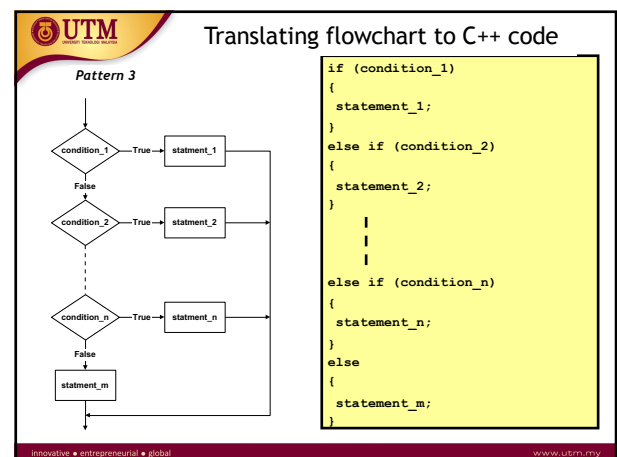 UTM
UNIVERSITI TEKNOLOGI MALAYSIA
Translating flowchart to C++ code
Pattern 3
condition_1
True
statment_1
False
condition_2
True
statment_2
condition_n
True
statment_n
False
statment_m
if (condition_1)
{
statement_1;
}
else if (condition_2)
{
statement_2;
}
else if (condition_n)
{
statement_n;
}
else
{
statement_m;
}
innovative ● entrepreneurial ● global
www.utm.my